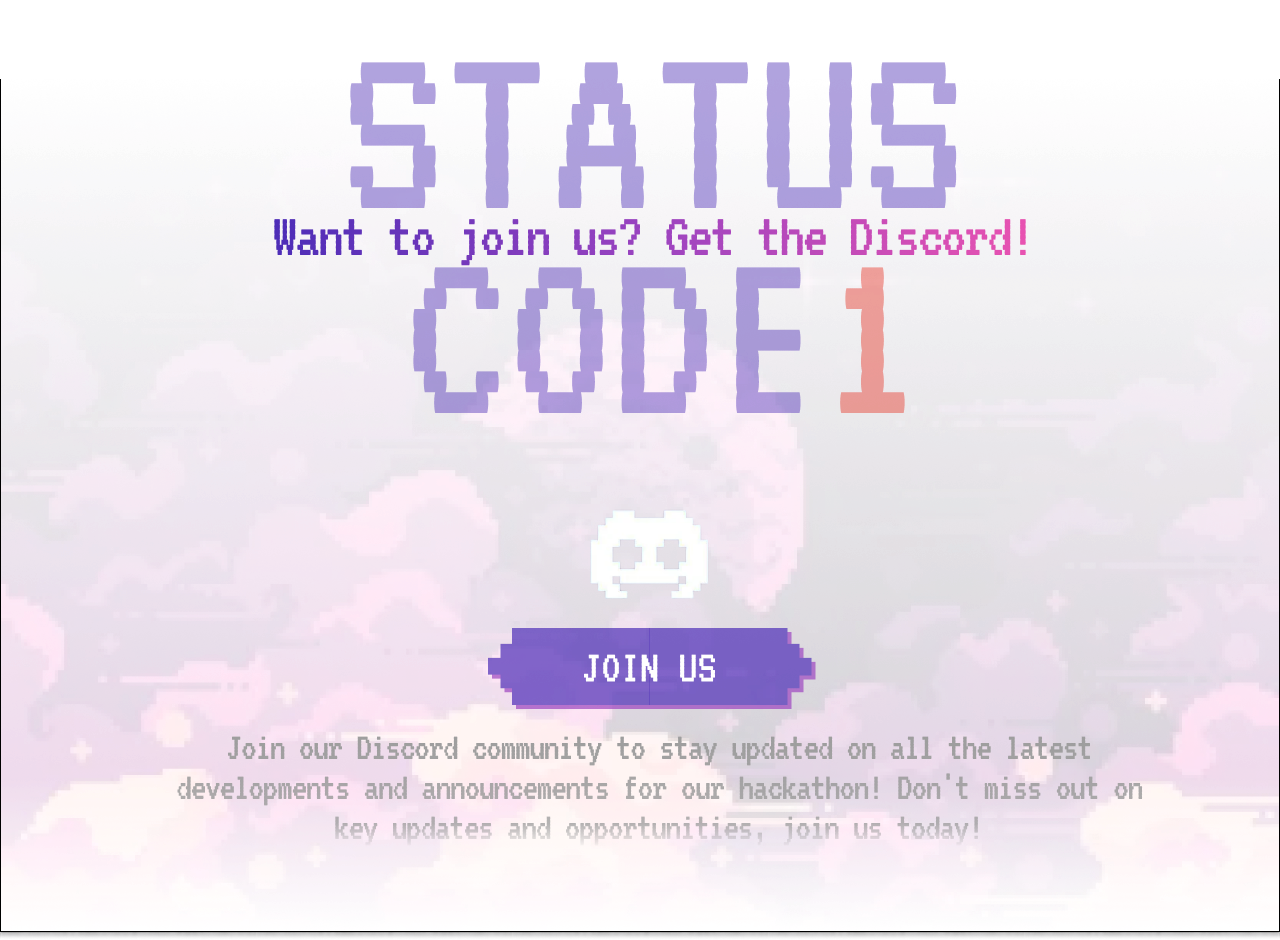 STATUS
Want to join us? Get the Discord!
CODE 1
JOIN US
Join our Discord community to stay updated on all the latest
developments and announcements for our hackathon! Don't miss out on
key updates and opportunities, join us today!